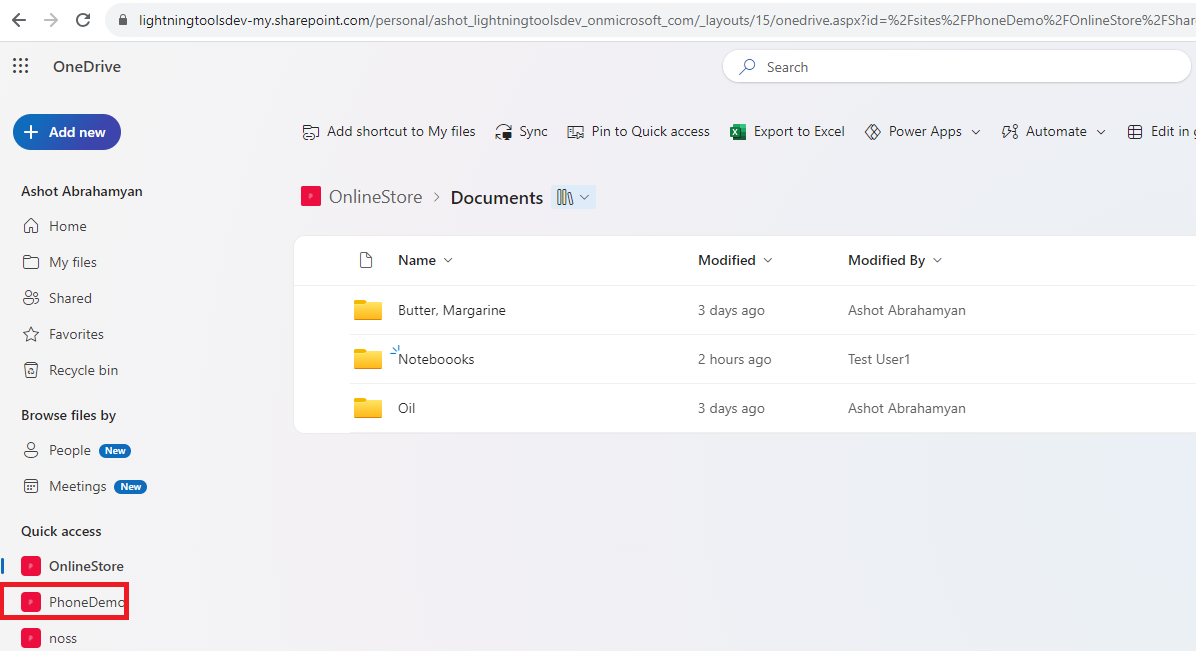 lightningtoolsdev-my.sharepoint.com/personal/ashot_lightningtoolsdev_onmicrosoft_com/_layouts/15/onedrive.aspx?id=%2Fsites%2FPhoneDemo%2FOnlineStore%2FShar
OneDrive
Search
Add new
Add shortcut to My files Sync Pin to Quick access Export to Excel Power Apps Automate Edit in g
Ashot Abrahamyan
Home
My files
Shared
Favorites
Recycle bin
Browse files by
People New
Meetings New
Quick access
OnlineStore
PhoneDemo
noss
OnlineStore > Documents
Name Modified Modified By
Butter, Margarine 3 days ago Ashot Abrahamyan
Noteboooks 2 hours ago Test User1
Oil 3 days ago Ashot Abrahamyan